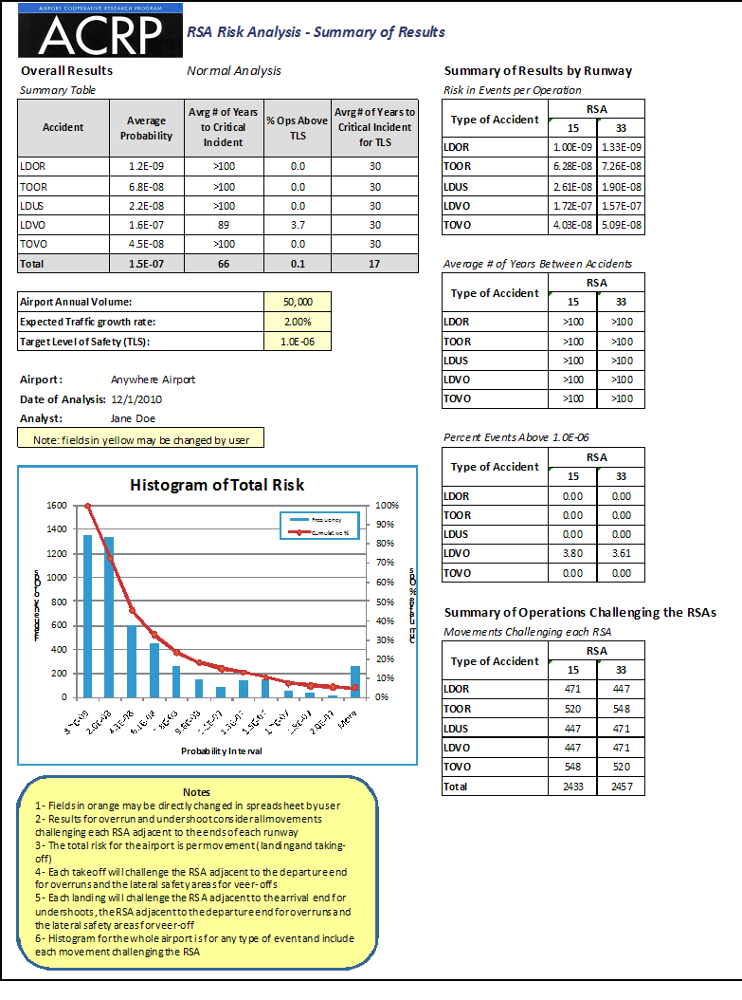 AIRPORT COOPERATIVE RESEARCH PROGRAM
ACRP
RSA Risk Analysis - Summary of Results
Overall Results
Normal Analysis
Summary Table
Accident Average Probability Avrg # of Years to Critical Incident % Ops Above TLS Avrg # of Years to Critical Incident for TLS
LDOR 1.2E-09 >100 0.0 30
TOOR 6.8E-08 >100 0.0 30
LDUS 2.2E-08 >100 0.0 30
LDVO 1.6E-07 89 3.7 30
TOVO 4.5E-08 >100 0.0 30
Total 1.5E-07 66 0.1 17
Airport Annual Volume: 50,000
Expected Traffic growth rate: 2.00%
Target Level of Safety (TLS): 1.0E-06
Airport: Anywhere Airport
Date of Analysis: 12/1/2010
Analyst: Jane Doe
Note: fields in yellow may be changed by user
Histogram of Total Risk
1600
1400
1200
1000
800
600
400
200
0
100%
90%
80%
70%
60%
50%
40%
30%
20%
10%
0%
Frequency
Cumulative %
2.0E-08
4.1E-08
6.1E-08
2.0E-07
More
Probability Interval
Notes
1- Fields in orange may be directly changed in spreadsheet by user
2- Results for overrun and undershoot consider all movements
challenging each RSA adjacent to the ends of each runway
3- The total risk for the airport is per movement (landing and taking-
off)
4- Each takeoff will challenge the RSA adjacent to the departure end
for overruns and the lateral safety areas for veer-offs
5- Each landing will challenge the RSA adjacent to the arrival end for
undershoots, the RSA adjacent to the departure end for overruns and
the lateral safety areas for veer-off
6- Histogram for the whole airport is for any type of event and include
each movement challenging the RSA
Summary of Results by Runway
Risk in Events per Operation
Type of Accident RSA
15 33
LDOR 1.00E-09 1.33E-09
TOOR 6.28E-08 7.26E-08
LDUS 2.61E-08 1.90E-08
LDVO 1.72E-07 1.57E-07
TOVO 4.03E-08 5.09E-08
Average # of Years Between Accidents
Type of Accident RSA
15 33
LDOR >100 >100
TOOR >100 >100
LDUS >100 >100
LDVO >100 >100
TOVO >100 >100
Percent Events Above 1.0E-06
Type of Accident RSA
15 33
LDOR 0.00 0.00
TOOR 0.00 0.00
LDUS 0.00 0.00
LDVO 3.80 3.61
TOVO 0.00 0.00
Summary of Operations Challenging the RSAs
Movements Challenging each RSA
Type of Accident RSA
15 33
LDOR 471 447
TOOR 520 548
LDUS 447 471
LDVO 447 471
TOVO 548 520
Total 2433 2457